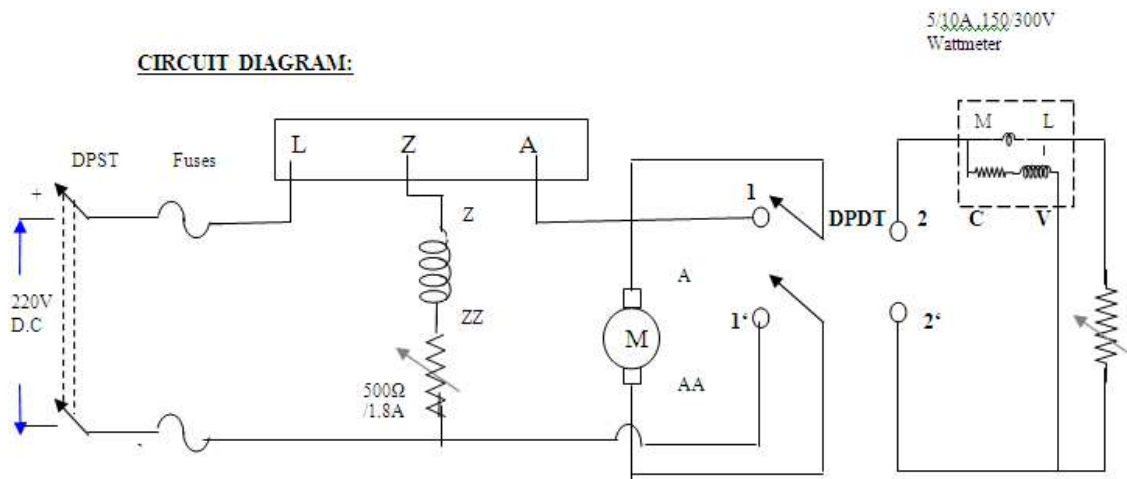 5/10A ,150/300V
Wattmeter
CIRCUIT DIAGRAM:
M L
L Z A
DPST Fuses
+
1
Z
DPDT 2
C V
A
220V
D.C
ZZ
1‘ 2‘
M
500Ω
/1.8A
AA